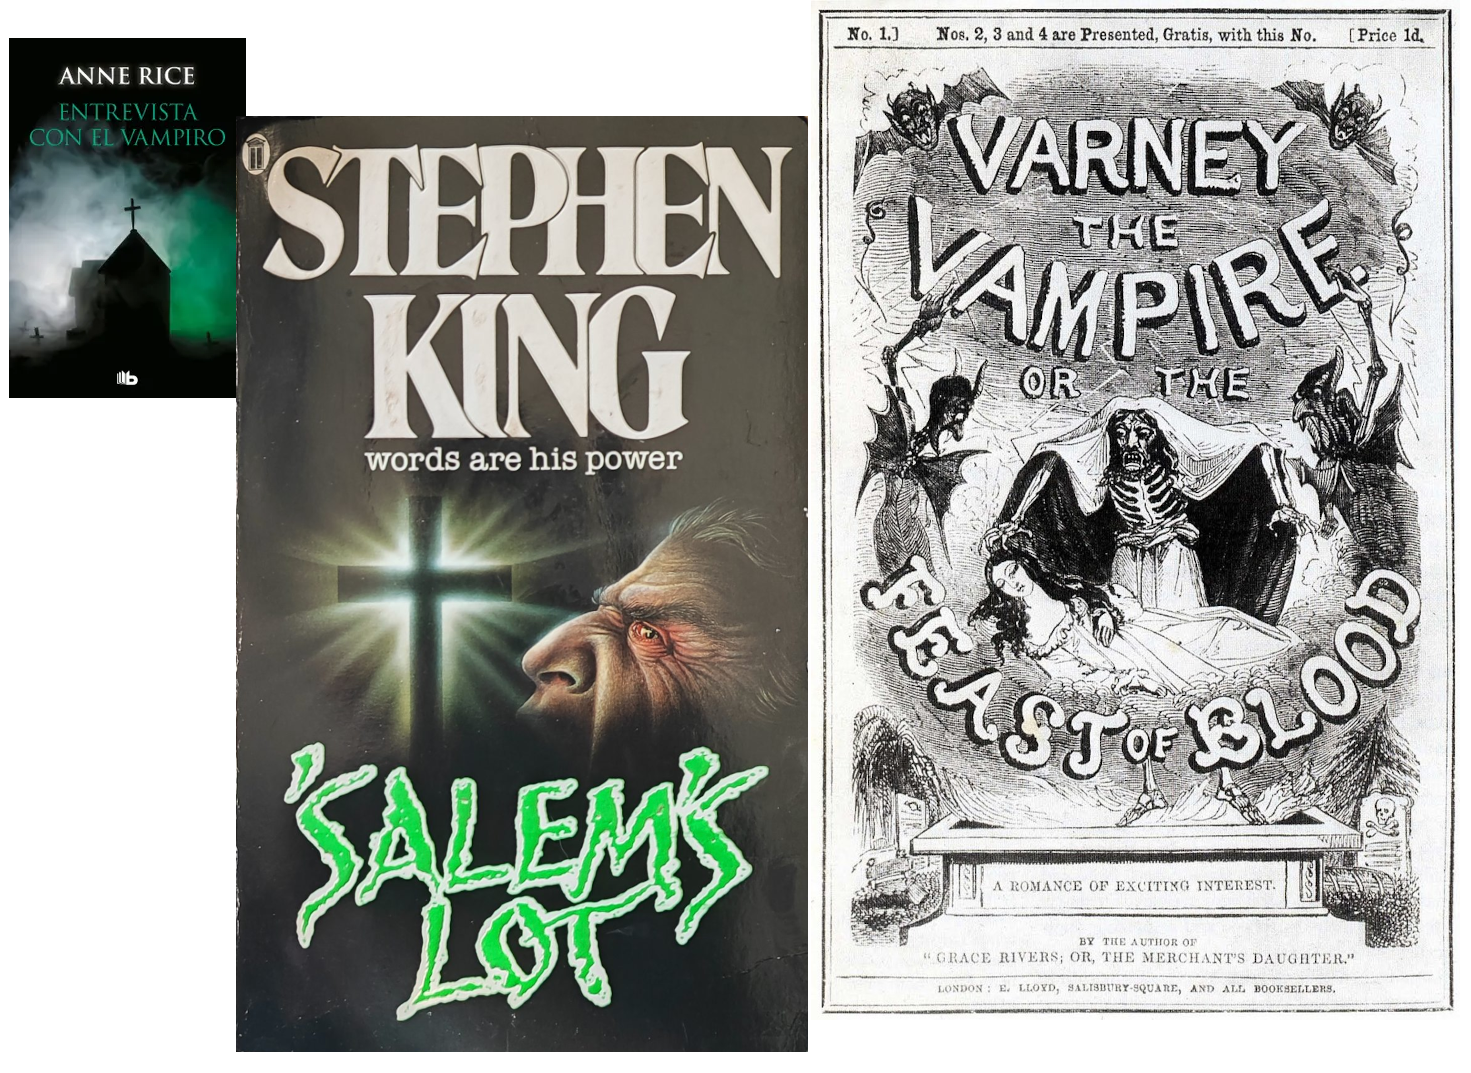 ANNE RICE
ENTREVISTA
CON EL VAMPIRO
b
STEPHEN
KING
words are his power
'SALEM'S
LOT
No. 1.] Nos. 2, 3 and 4 are Presented, Gratis, with this No. [Price 1d.
VARNEY
THE
VAMPIRE.
OR THE
FEAST OF BLOOD
A ROMANCE OF EXCITING INTEREST.
BY THE AUTHOR OF
"GRACE RIVERS; OR, THE MERCHANT'S DAUGHTER."
LONDON: E. LLOYD, SALISBURY-SQUARE, AND ALL BOOKSELLERS.